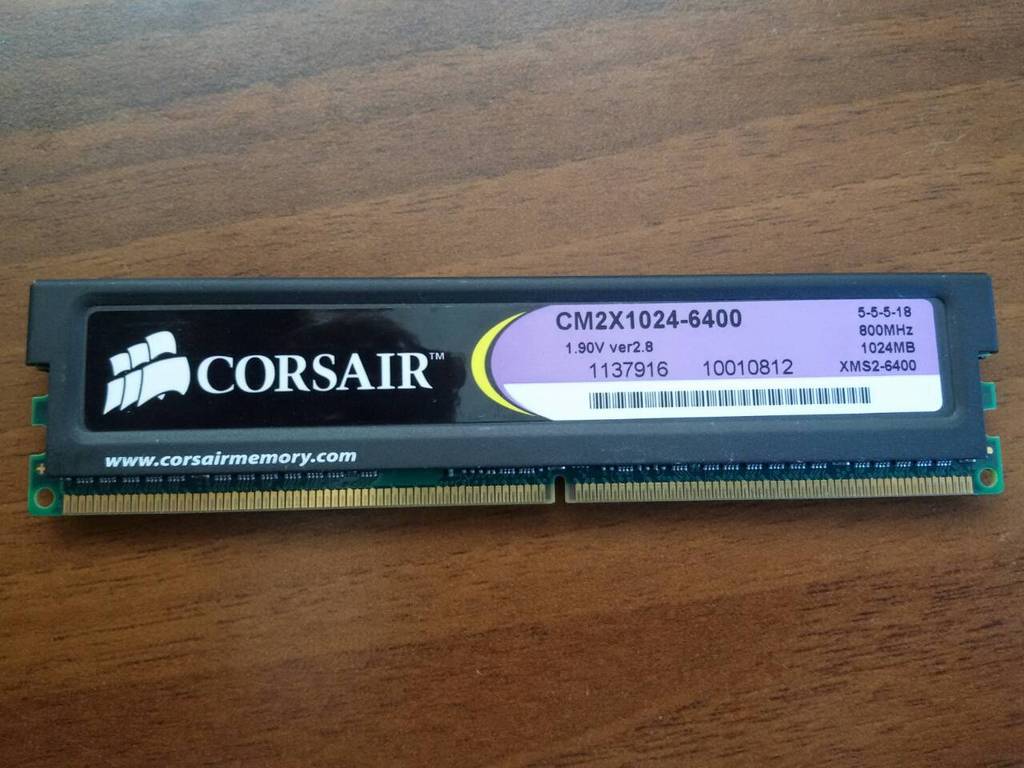 CORSAIR™
www.corsairmemory.com
CM2X1024-6400
1.90V ver2.8
1137916 10010812
5-5-5-18
800MHz
1024MB
XMS2-6400